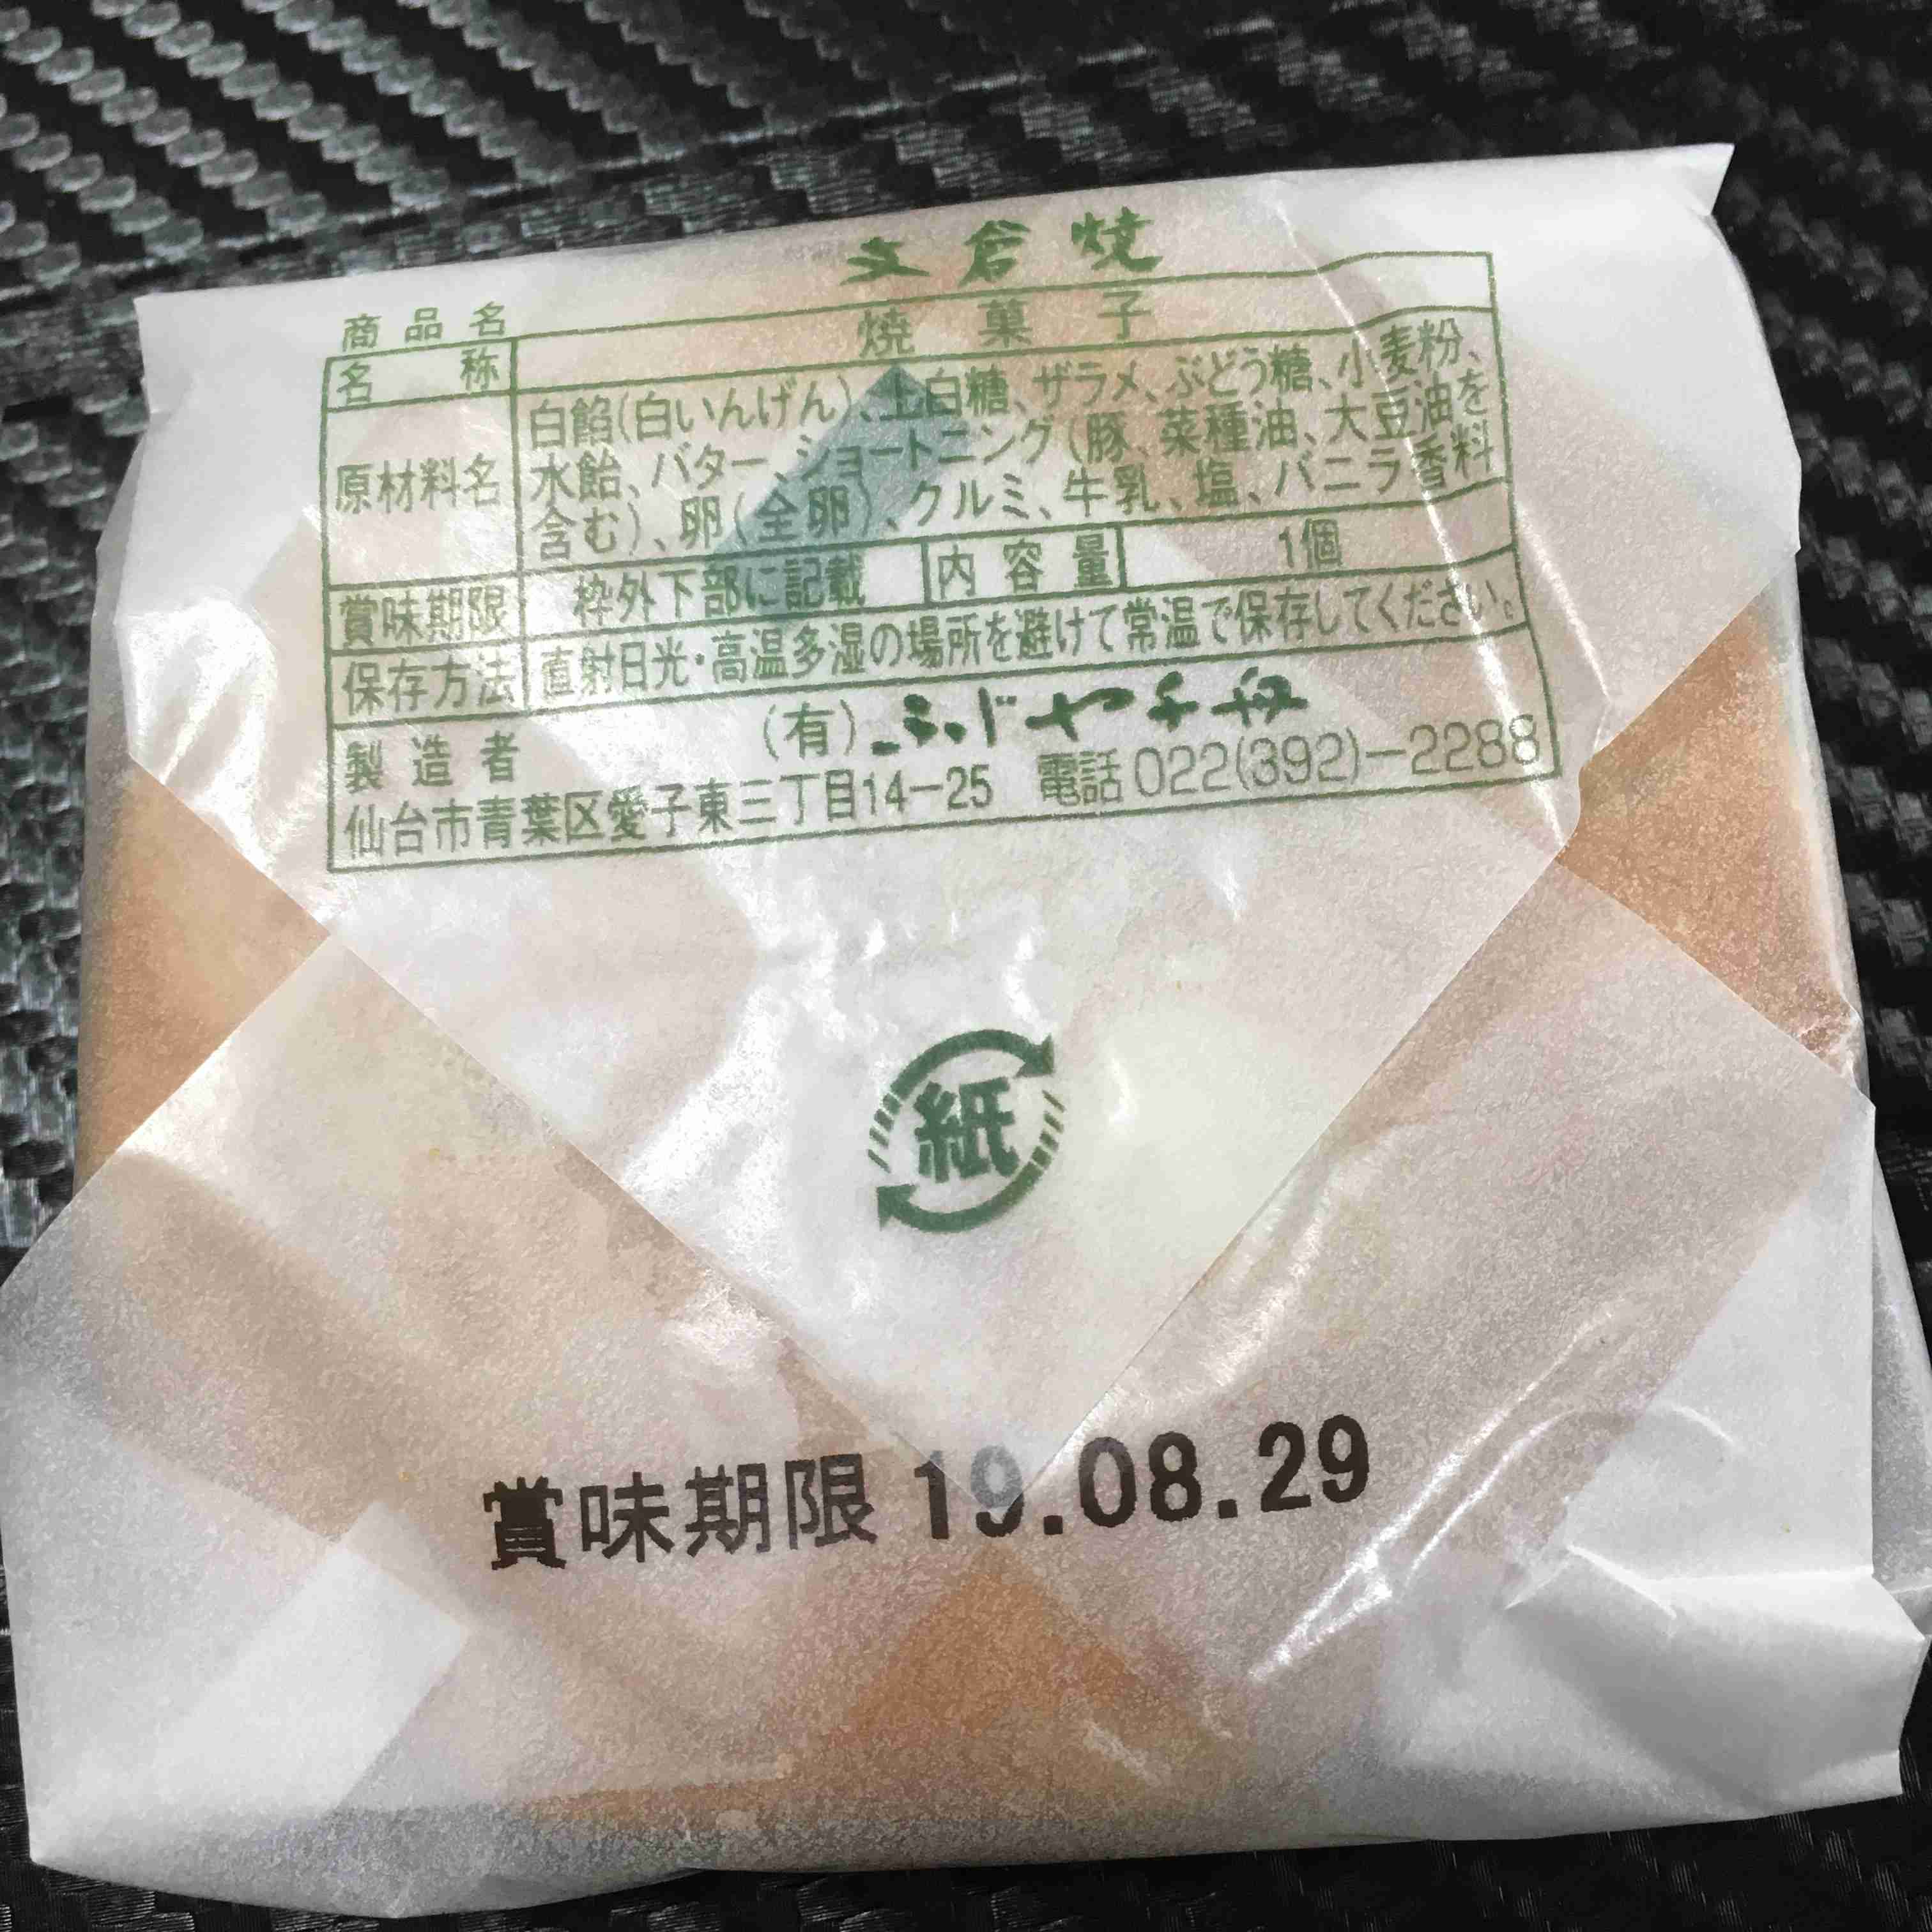 商品名 文倉焼
名称 焼菓子
原材料名 白餡(白いんげん)、上白糖、ザラメ、ぶどう糖、小麦粉、
水飴、バター、ショートニング(豚、菜種油、大豆油を
含む)、卵(全卵)、クルミ、牛乳、塩、バニラ香料
賞味期限 枠外下部に記載 内容量 1個
保存方法 直射日光・高温多湿の場所を避けて常温で保存してください。
製造者 (有)ふじや千舟
仙台市青葉区愛子東三丁目14-25 電話022(392)-2288
紙
賞味期限 19.08.29